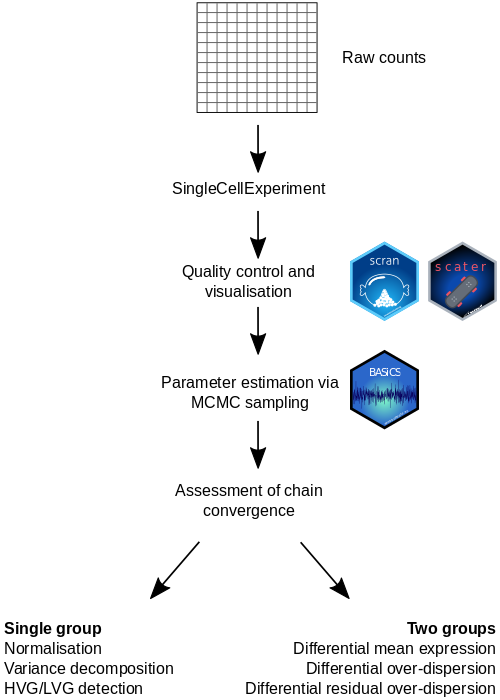 Raw counts
SingleCellExperiment
Quality control and
visualisation
scran
scater
Parameter estimation via
MCMC sampling
BASiCS
Assessment of chain
convergence
Single group
Normalisation
Variance decomposition
HVG/LVG detection
Two groups
Differential mean expression
Differential over-dispersion
Differential residual over-dispersion